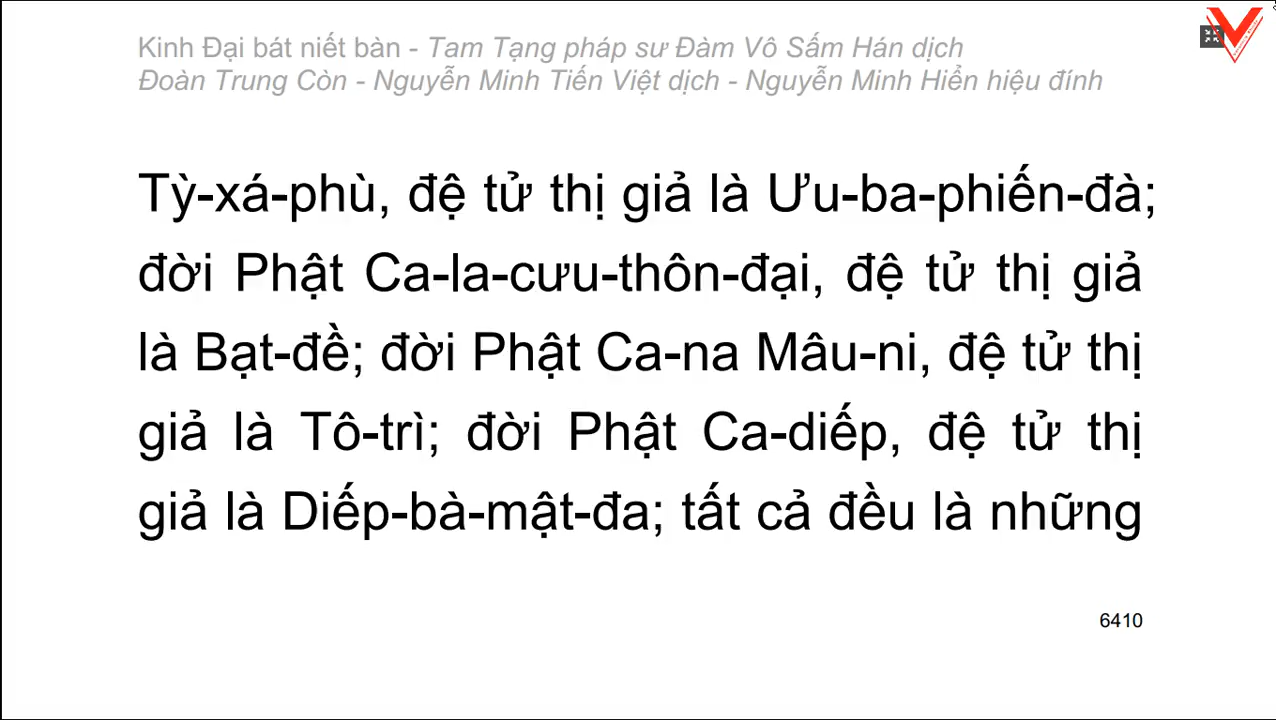 Kinh Đại bát niết bàn - Tam Tạng pháp sư Đàm Vô Sấm Hán dịch
Đoàn Trung Còn - Nguyễn Minh Tiến Việt dịch - Nguyễn Minh Hiển hiệu đính
Tỳ-xá-phù, đệ tử thị giả là Ưu-ba-phiến-đà;
đời Phật Ca-la-cưu-thôn-đại, đệ tử thị giả
là Bạt-đề; đời Phật Ca-na Mâu-ni, đệ tử thị
giả là Tô-trì; đời Phật Ca-diếp, đệ tử thị
giả là Diếp-bà-mật-đa; tất cả đều là những
6410